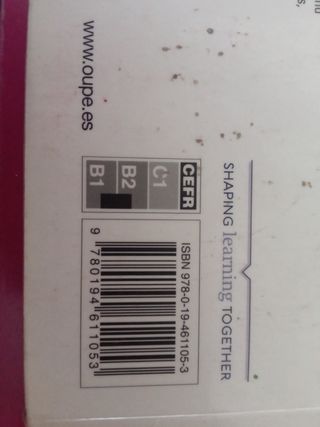 SHAPING learning TOGETHER
CEFR
C1
B2
B1
ISBN 978-0-19-461105-3
9 780194 611053
www.oupe.es